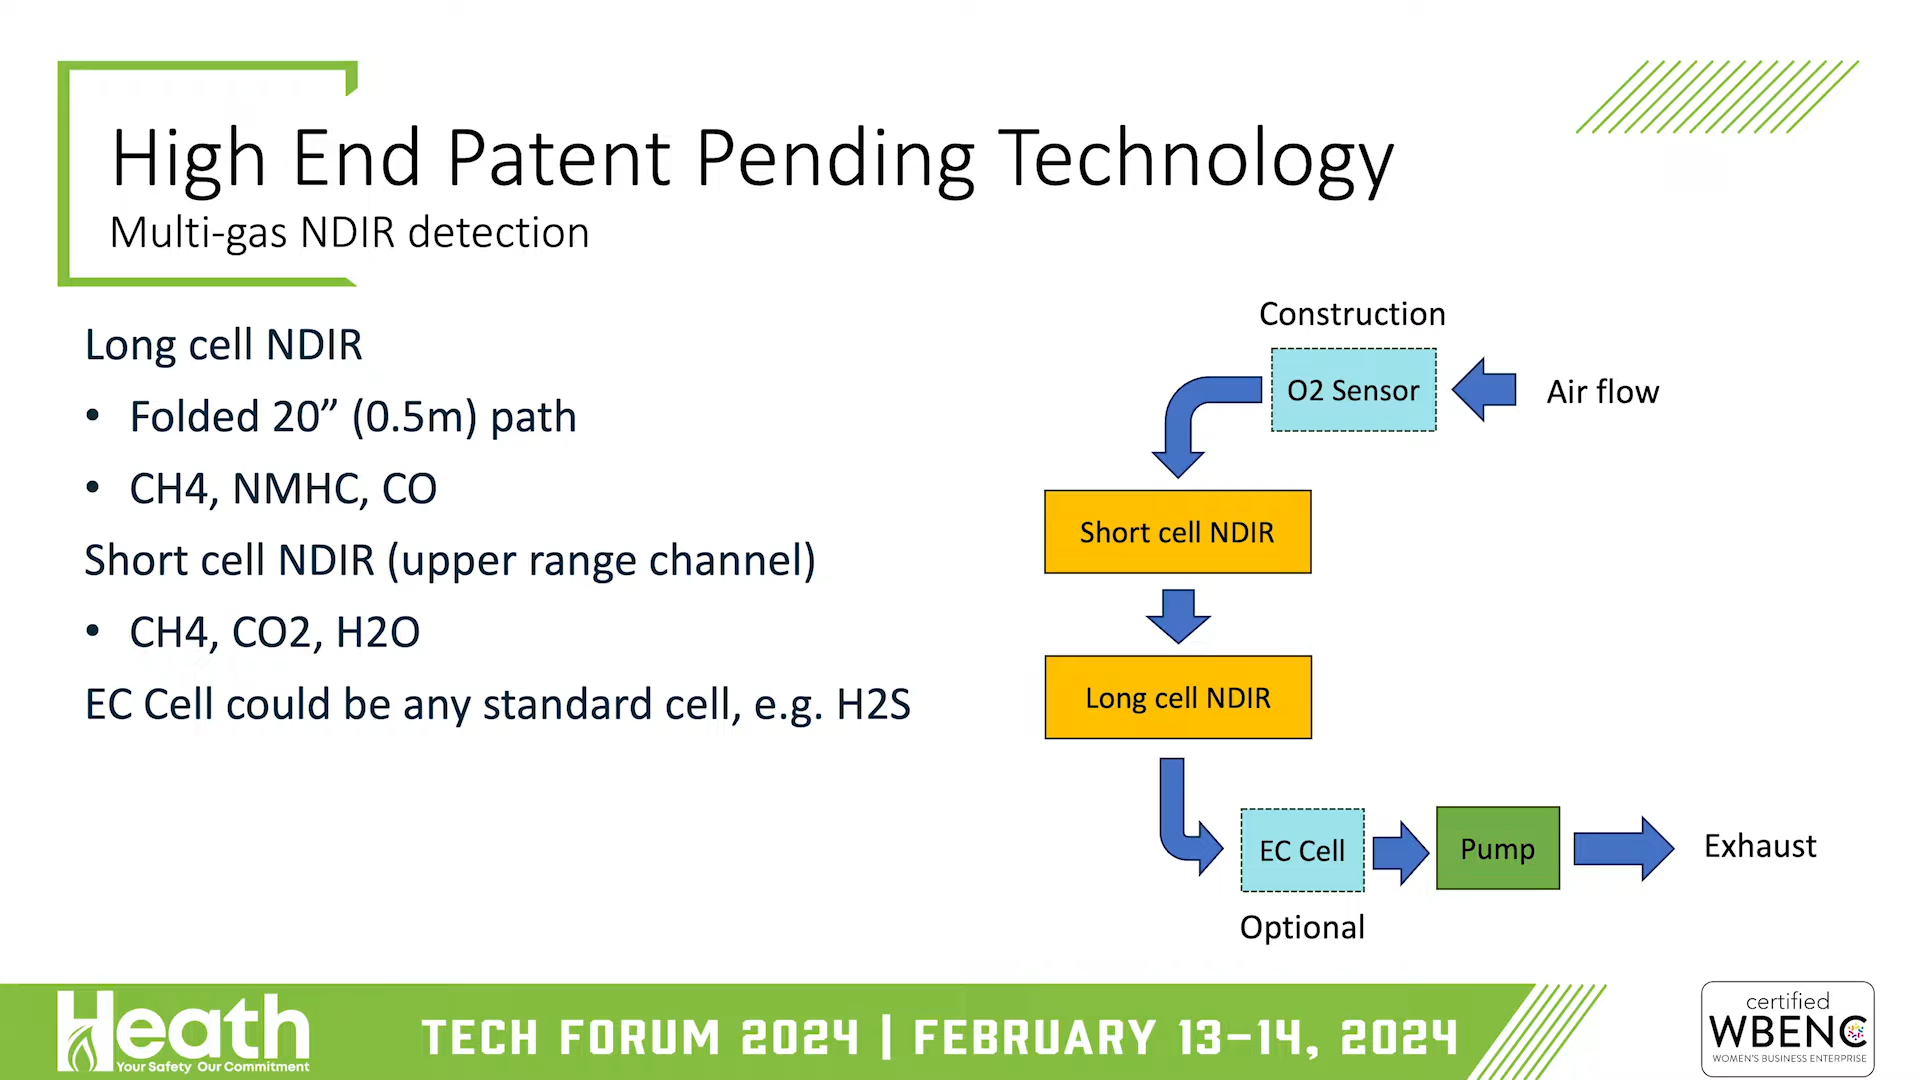 High End Patent Pending Technology
Multi-gas NDIR detection
Long cell NDIR
• Folded 20” (0.5m) path
• CH4, NMHC, CO
Short cell NDIR (upper range channel)
• CH4, CO2, H2O
EC Cell could be any standard cell, e.g. H2S
Construction
O2 Sensor
Air flow
Short cell NDIR
Long cell NDIR
EC Cell
Pump
Exhaust
Optional
Heath
Your Safety Our Commitment
TECH FORUM 2024 | FEBRUARY 13–14, 2024
certified
WBENC
WOMEN'S BUSINESS ENTERPRISE